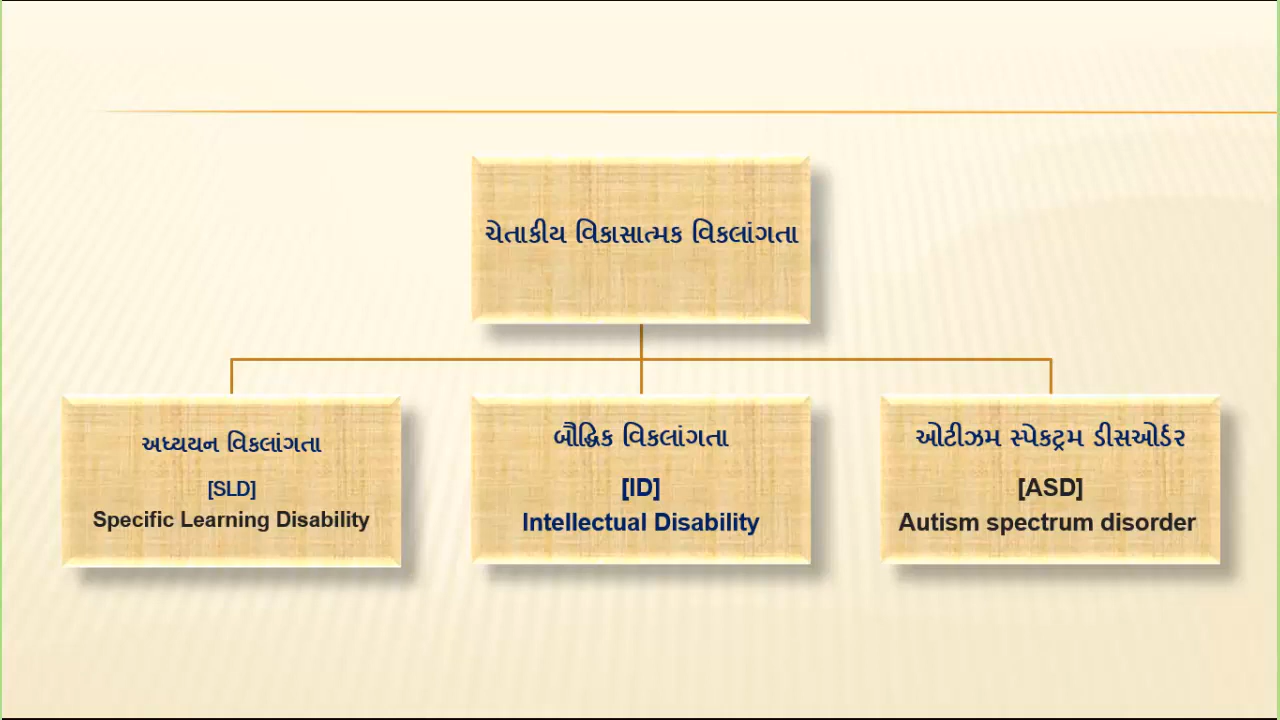 ચેતાકીય વિકાસાત્મક વિકલાંગતા
અધ્યયન વિકલાંગતા
[SLD]
Specific Learning Disability
બૌદ્ધિક વિકલાંગતા
[ID]
Intellectual Disability
ઓટીઝમ સ્પેકટ્રમ ડીસઓર્ડર
[ASD]
Autism spectrum disorder